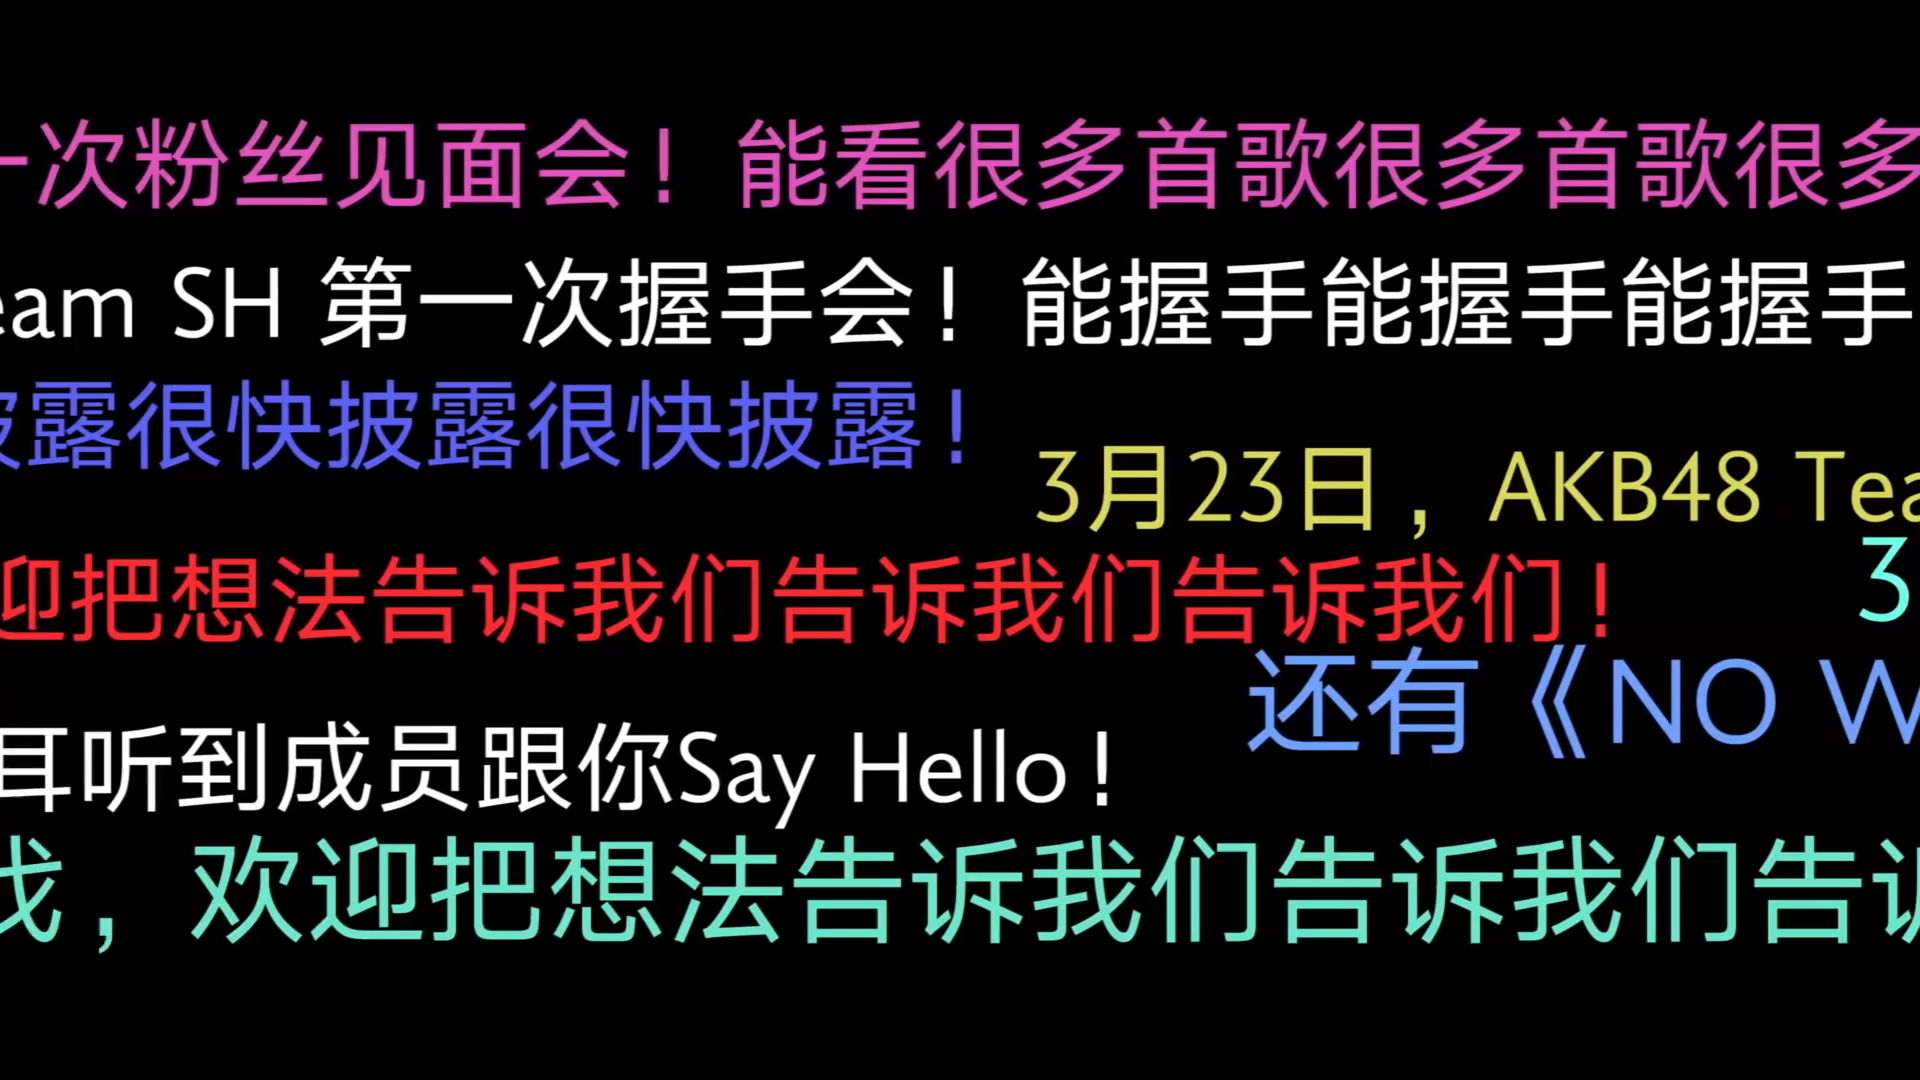 一次粉丝见面会！能看很多首歌很多首歌很多
eam SH 第一次握手会！能握手能握手能握手
披露很快披露很快披露！
3月23日，AKB48 Tea
迎把想法告诉我们告诉我们告诉我们！
3
还有《NO W
耳听到成员跟你Say Hello！
戈，欢迎把想法告诉我们告诉我们告诉